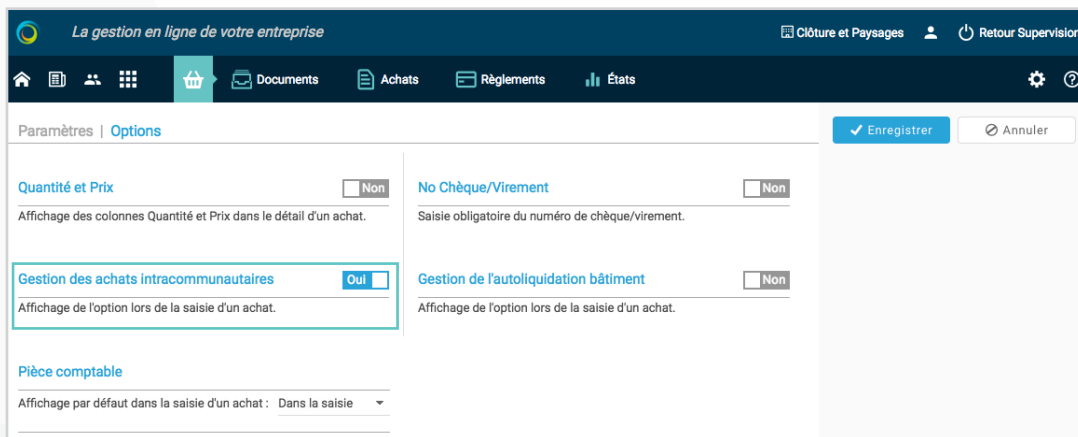 La gestion en ligne de votre entreprise
Clôture et Paysages
Retour Supervision
Documents
Achats
Règlements
États
Paramètres | Options
Enregistrer
Annuler
Quantité et Prix
Non
Affichage des colonnes Quantité et Prix dans le détail d'un achat.
No Chèque/Virement
Non
Saisie obligatoire du numéro de chèque/virement.
Gestion des achats intracommunautaires
Oui
Affichage de l'option lors de la saisie d'un achat.
Gestion de l'autoliquidation bâtiment
Non
Affichage de l'option lors de la saisie d'un achat.
Pièce comptable
Affichage par défaut dans la saisie d'un achat : Dans la saisie